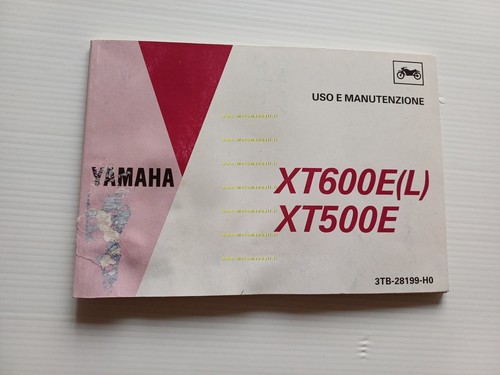 USO E MANUTENZIONE
YAMAHA
XT600E(L)
XT500E
3TB-28199-H0